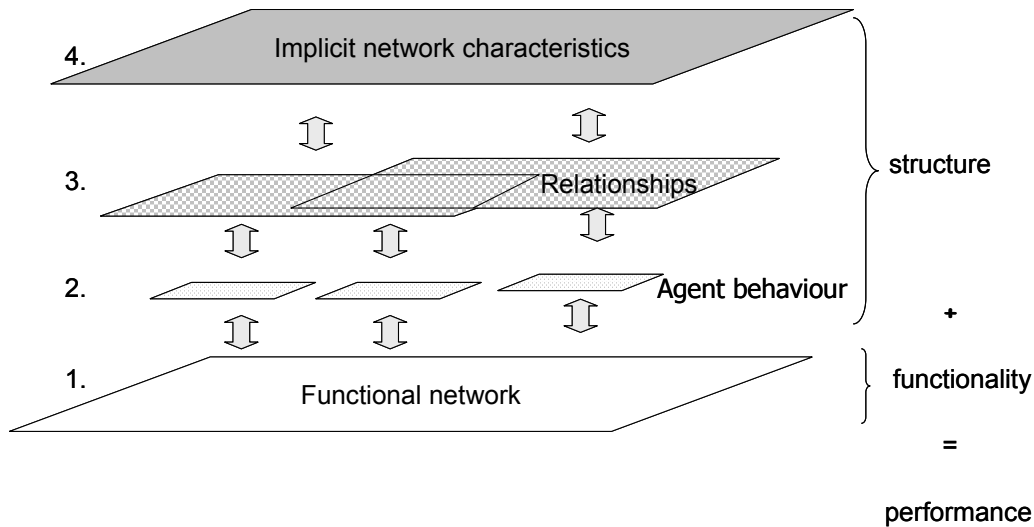 4.
Implicit network characteristics
structure
3.
Relationships
2.
Agent behaviour
+
1.
Functional network
functionality
=
performance